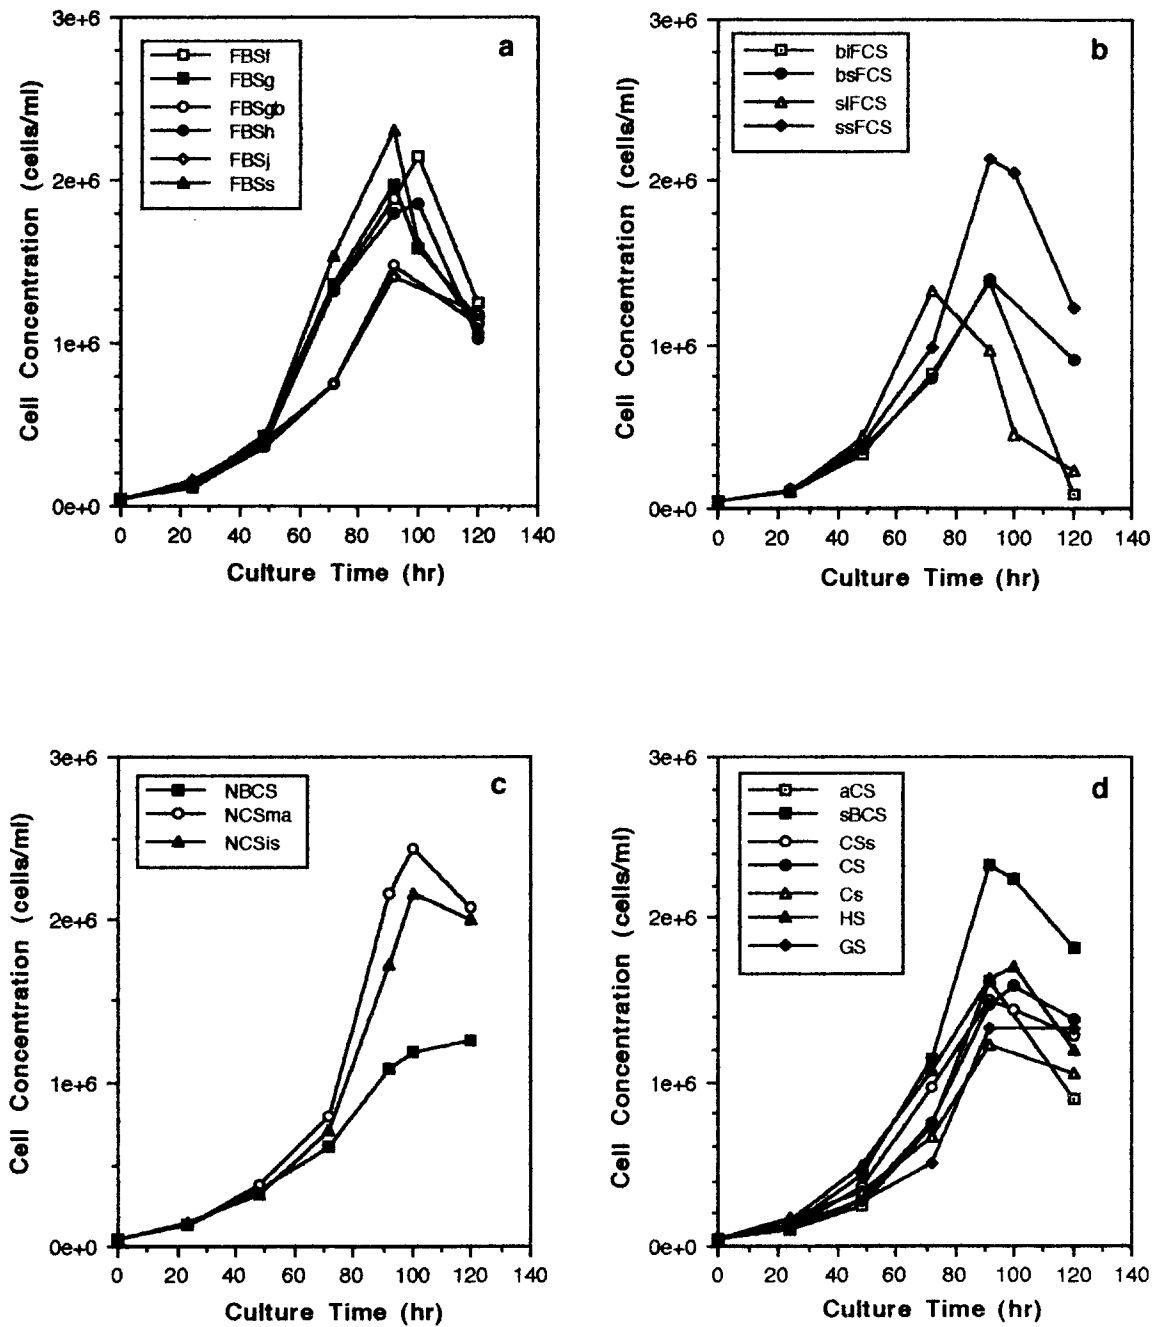 a
3e+6
2e+6
1e+6
0e+0
Cell Concentration (cells/ml)
FBSf
FBSg
FBSgb
FBSh
FBSj
FBSs
0 20 40 60 80 100 120 140
Culture Time (hr)
b
3e+6
2e+6
1e+6
0e+0
Cell Concentration (cells/ml)
biFCS
bsFCS
slFCS
ssFCS
0 20 40 60 80 100 120 140
Culture Time (hr)
c
3e+6
2e+6
1e+6
0e+0
Cell Concentration (cells/ml)
NBCS
NCSma
NCSis
0 20 40 60 80 100 120 140
Culture Time (hr)
d
3e+6
2e+6
1e+6
0e+0
Cell Concentration (cells/ml)
aCS
sBCS
CSs
CS
Cs
HS
GS
0 20 40 60 80 100 120 140
Culture Time (hr)